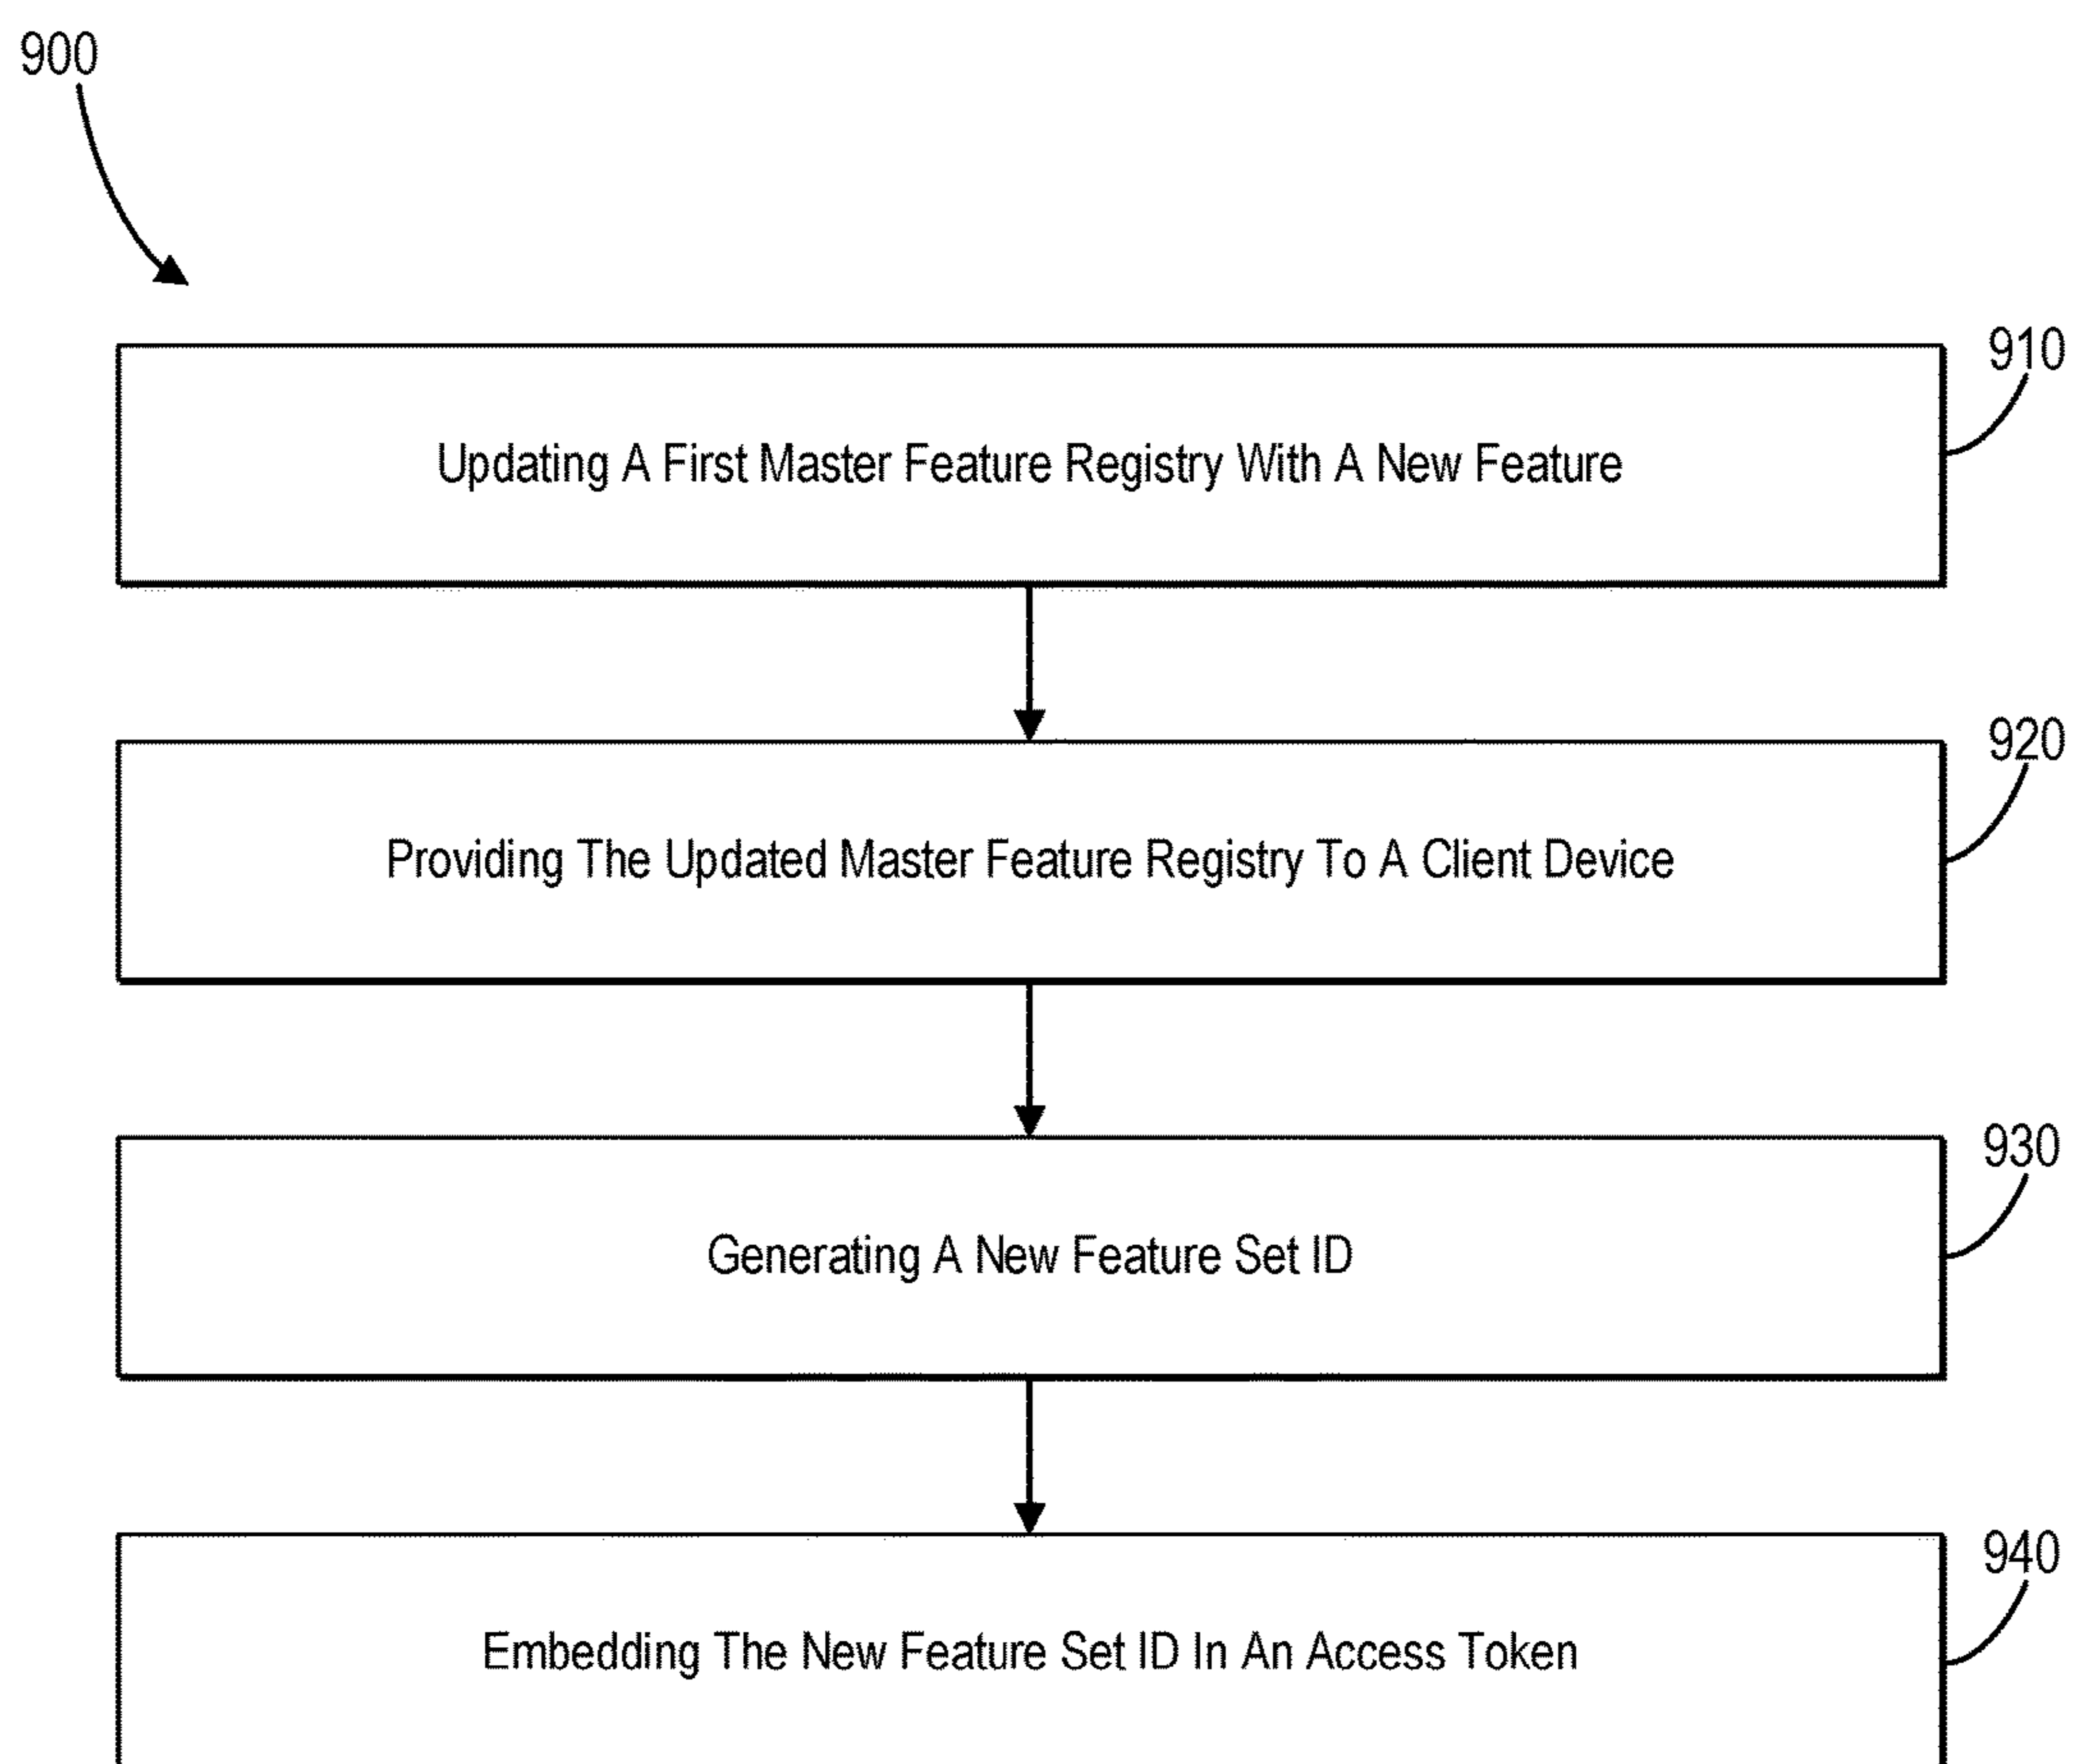 900
910
Updating A First Master Feature Registry With A New Feature
920
Providing The Updated Master Feature Registry To A Client Device
930
Generating A New Feature Set ID
940
Embedding The New Feature Set ID In An Access Token